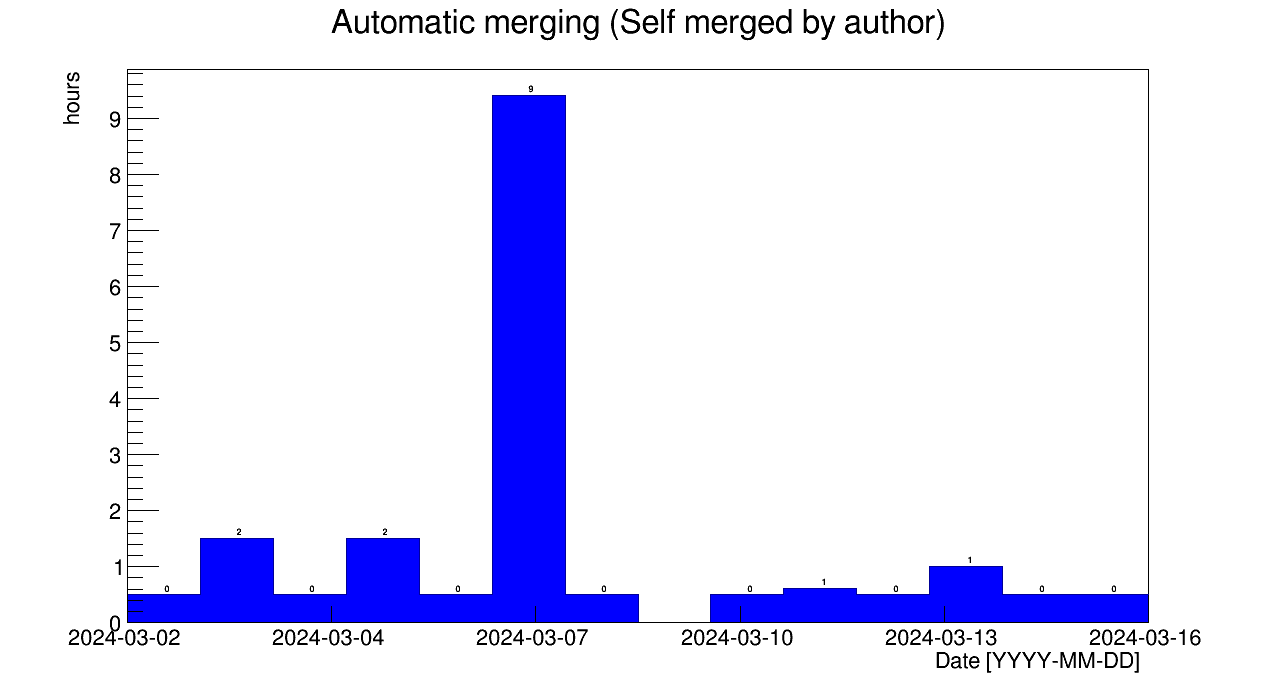 Automatic merging (Self merged by author)
hours
9
8
7
6
5
4
3
2
1
0
0 2 0 2 0 9 0 0 1 0 1 0 0
2024-03-02 2024-03-04 2024-03-07 2024-03-10 2024-03-13 2024-03-16
Date [YYYY-MM-DD]